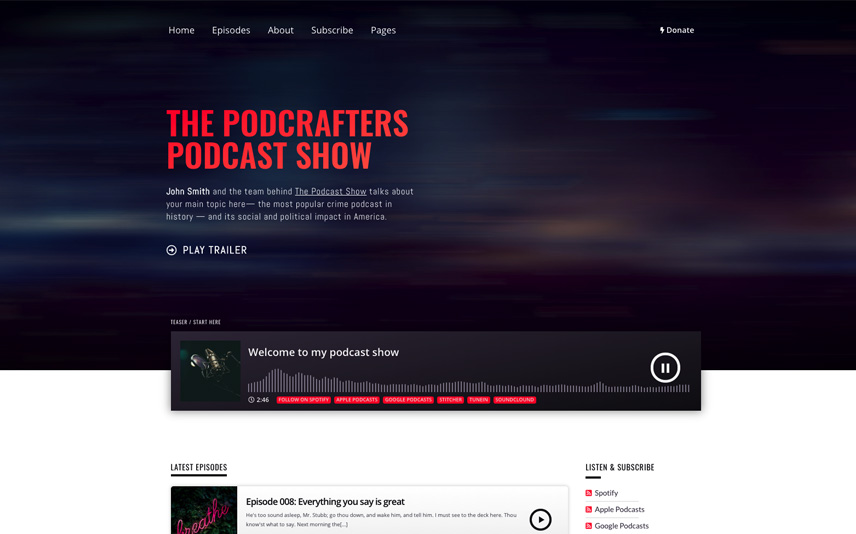 Home Episodes About Subscribe Pages Donate
THE PODCRAFTERS
PODCAST SHOW
John Smith and the team behind The Podcast Show talks about
your main topic here— the most popular crime podcast in
history — and its social and political impact in America.
PLAY TRAILER
TEASER / START HERE
Welcome to my podcast show
2:46 FOLLOW ON SPOTIFY APPLE PODCASTS GOOGLE PODCASTS STITCHER TUNEIN SOUNDCLOUND
LATEST EPISODES
LISTEN & SUBSCRIBE
breathe
Episode 008: Everything you say is great
He's too sound asleep, Mr. Stubb; go thou down, and wake him, and tell him. I must see to the deck here. Thou
know'st what to say. Next morning the[...]
Spotify
Apple Podcasts
Google Podcasts